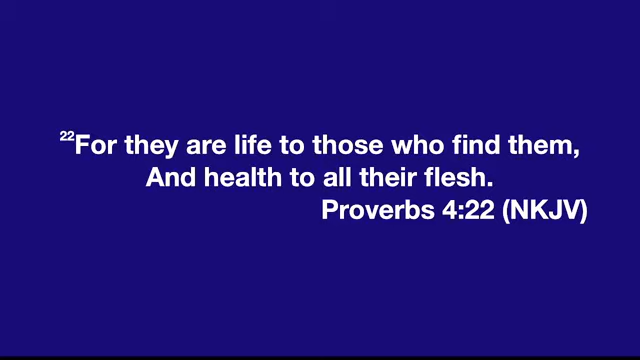 22For they are life to those who find them,
And health to all their flesh.
Proverbs 4:22 (NKJV)